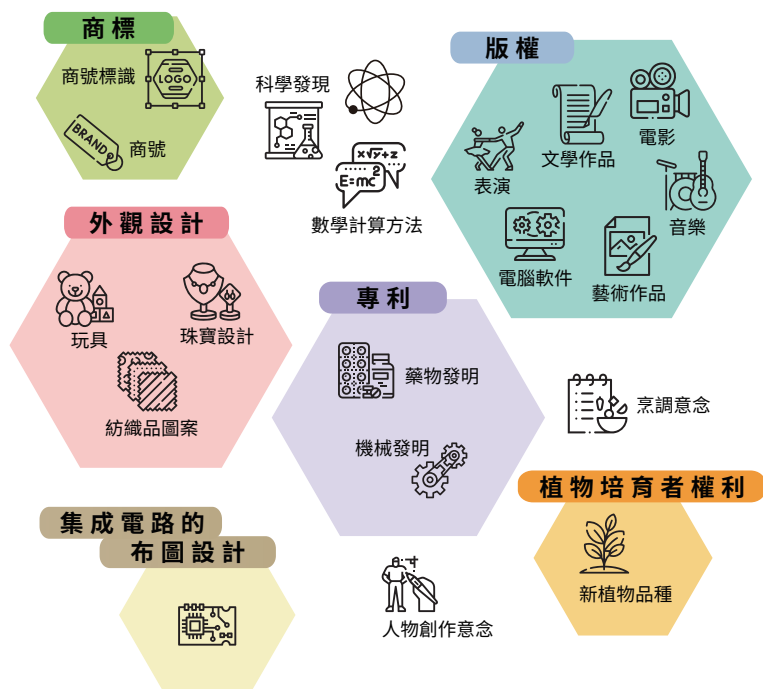 商標
商號標識
LOGO
BRAND
商號
科學發現
x√y+z
E=mc²
數學計算方法
版權
電影
文學作品
表演
音樂
電腦軟件
藝術作品
外觀設計
玩具
珠寶設計
紡織品圖案
專利
藥物發明
機械發明
烹調意念
植物培育者權利
新植物品種
集成電路的
布圖設計
人物創作意念